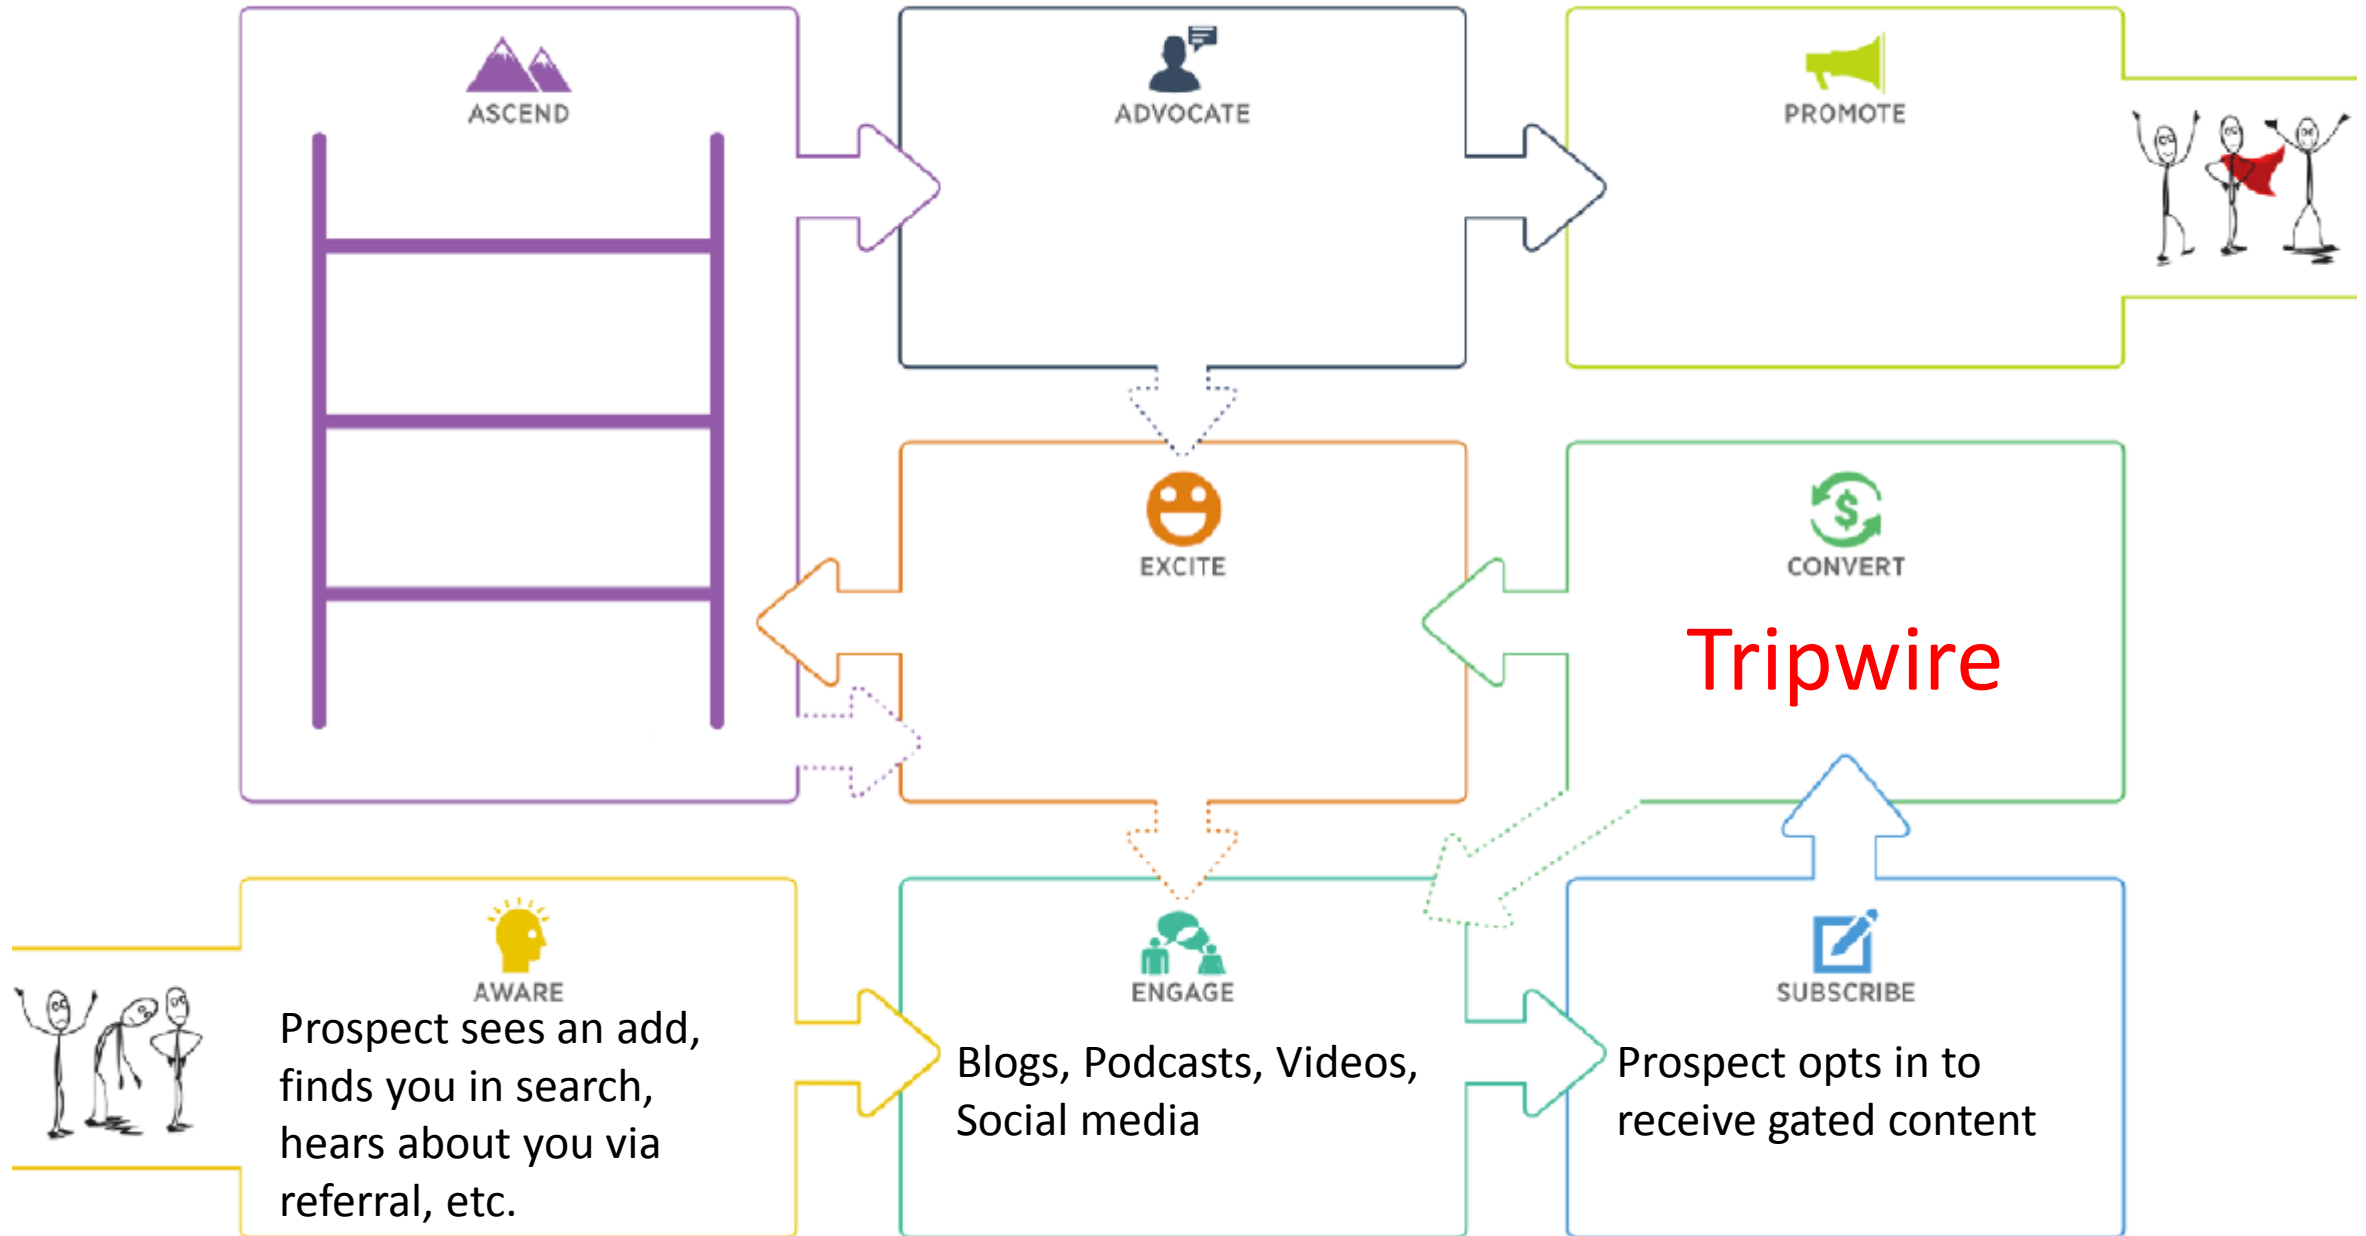 ASCEND
ADVOCATE
PROMOTE
EXCITE
CONVERT
Tripwire
AWARE
Prospect sees an add,
finds you in search,
hears about you via
referral, etc.
ENGAGE
Blogs, Podcasts, Videos,
Social media
SUBSCRIBE
Prospect opts in to
receive gated content